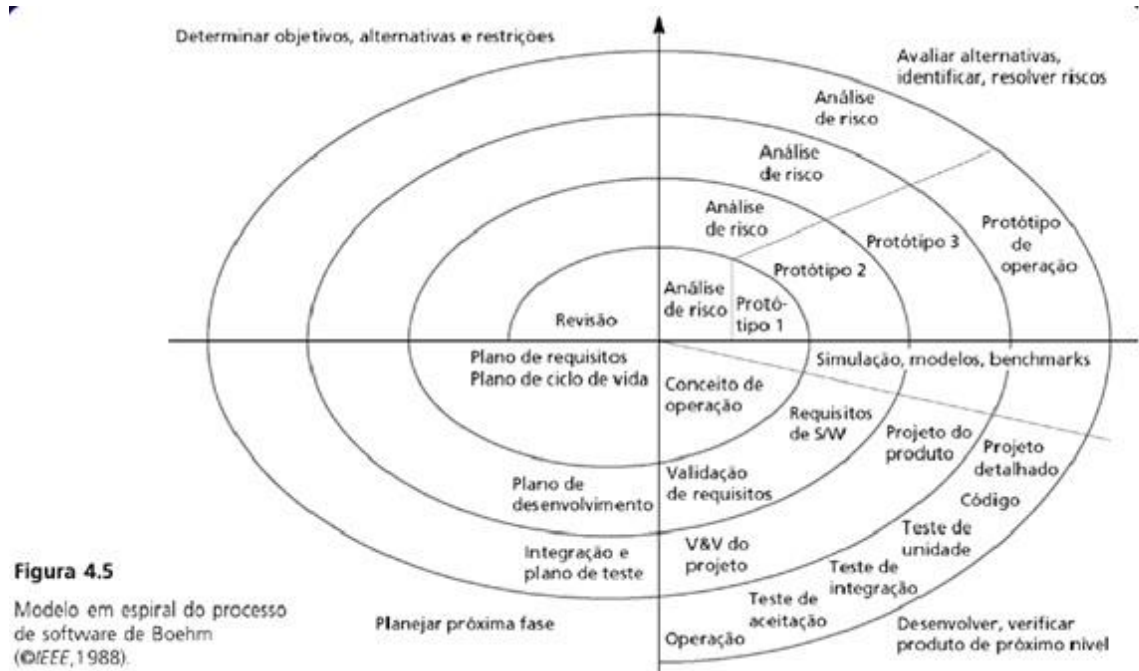 Determinar objetivos, alternativas e restrições
Avaliar alternativas,
identificar, resolver riscos
Análise
de risco
Análise
de risco
Análise
de risco
Protótipo
de
operação
Protótipo 3
Protótipo 2
Análise
de risco
Protó-
tipo 1
Revisão
Plano de requisitos
Plano de ciclo de vida
Simulação, modelos, benchmarks
Conceito de
operação
Requisitos
de S/W
Projeto do
produto
Projeto
detalhado
Plano de
desenvolvimento
Validação
de requisitos
Código
Teste de
unidade
Integração e
plano de teste
V&V do
projeto
Teste de
integração
Teste de
aceitação
Operação
Planejar próxima fase
Desenvolver, verificar
produto de próximo nível
Figura 4.5
Modelo em espiral do processo
de software de Boehm
(©IEEE,1988).